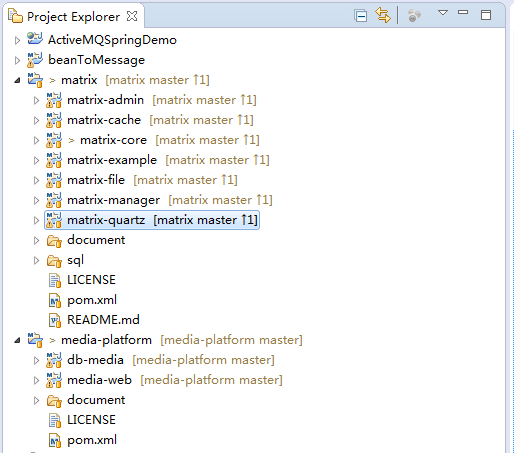 Project Explorer
ActiveMQSpringDemo
beanToMessage
> matrix [matrix master ↑1]
matrix-admin [matrix master ↑1]
matrix-cache [matrix master ↑1]
> matrix-core [matrix master ↑1]
matrix-example [matrix master ↑1]
matrix-file [matrix master ↑1]
matrix-manager [matrix master ↑1]
matrix-quartz [matrix master ↑1]
document
sql
LICENSE
pom.xml
README.md
> media-platform [media-platform master]
db-media [media-platform master]
media-web [media-platform master]
document
LICENSE
pom.xml